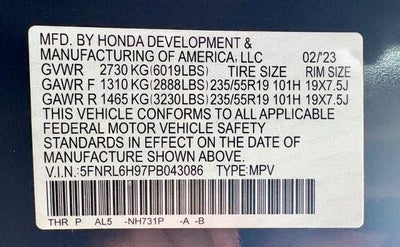 MFD. BY HONDA DEVELOPMENT &
MANUFACTURING OF AMERICA, LLC 02/'23
GVWR 2730 KG(6019LBS) TIRE SIZE RIM SIZE
GAWR F 1310 KG(2888LBS) 235/55R19 101H 19X7.5J
GAWR R 1465 KG(3230LBS) 235/55R19 101H 19X7.5J
THIS VEHICLE CONFORMS TO ALL APPLICABLE
FEDERAL MOTOR VEHICLE SAFETY
STANDARDS IN EFFECT ON THE DATE OF
MANUFACTURE SHOWN ABOVE.
V.I.N.:5FNRL6H97PB043086 TYPE:MPV
THR P AL5 -NH731P -A -B